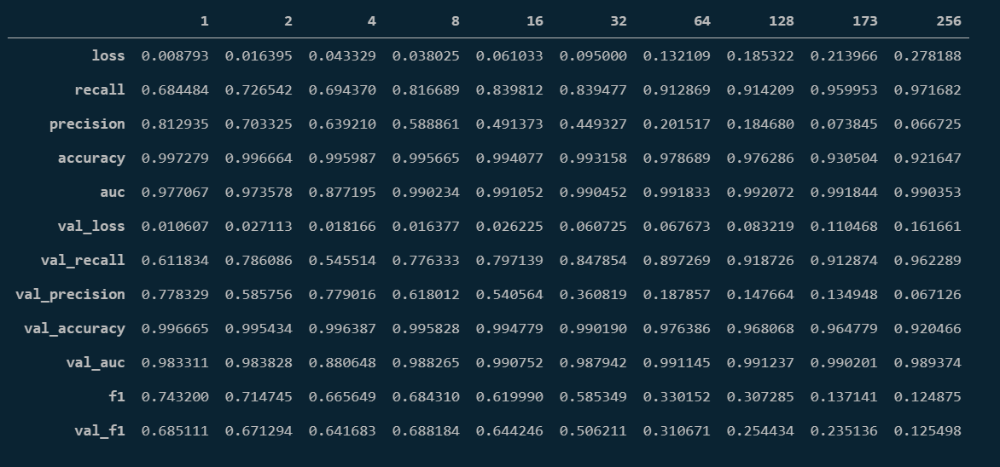 1 2 4 8 16 32 64 128 173 256
loss 0.008793 0.016395 0.043329 0.038025 0.061033 0.095000 0.132109 0.185322 0.213966 0.278188
recall 0.684484 0.726542 0.694370 0.816689 0.839812 0.839477 0.912869 0.914209 0.959953 0.971682
precision 0.812935 0.703325 0.639210 0.588861 0.491373 0.449327 0.201517 0.184680 0.073845 0.066725
accuracy 0.997279 0.996664 0.995987 0.995665 0.994077 0.993158 0.978689 0.976286 0.930504 0.921647
auc 0.977067 0.973578 0.877195 0.990234 0.991052 0.990452 0.991833 0.992072 0.991844 0.990353
val_loss 0.010607 0.027113 0.018166 0.016377 0.026225 0.060725 0.067673 0.083219 0.110468 0.161661
val_recall 0.611834 0.786086 0.545514 0.776333 0.797139 0.847854 0.897269 0.918726 0.912874 0.962289
val_precision 0.778329 0.585756 0.779016 0.618012 0.540564 0.360819 0.187857 0.147664 0.134948 0.067126
val_accuracy 0.996665 0.995434 0.996387 0.995828 0.994779 0.990190 0.976386 0.968068 0.964779 0.920466
val_auc 0.983311 0.983828 0.880648 0.988265 0.990752 0.987942 0.991145 0.991237 0.990201 0.989374
f1 0.743200 0.714745 0.665649 0.684310 0.619990 0.585349 0.330152 0.307285 0.137141 0.124875
val_f1 0.685111 0.671294 0.641683 0.688184 0.644246 0.506211 0.310671 0.254434 0.235136 0.125498